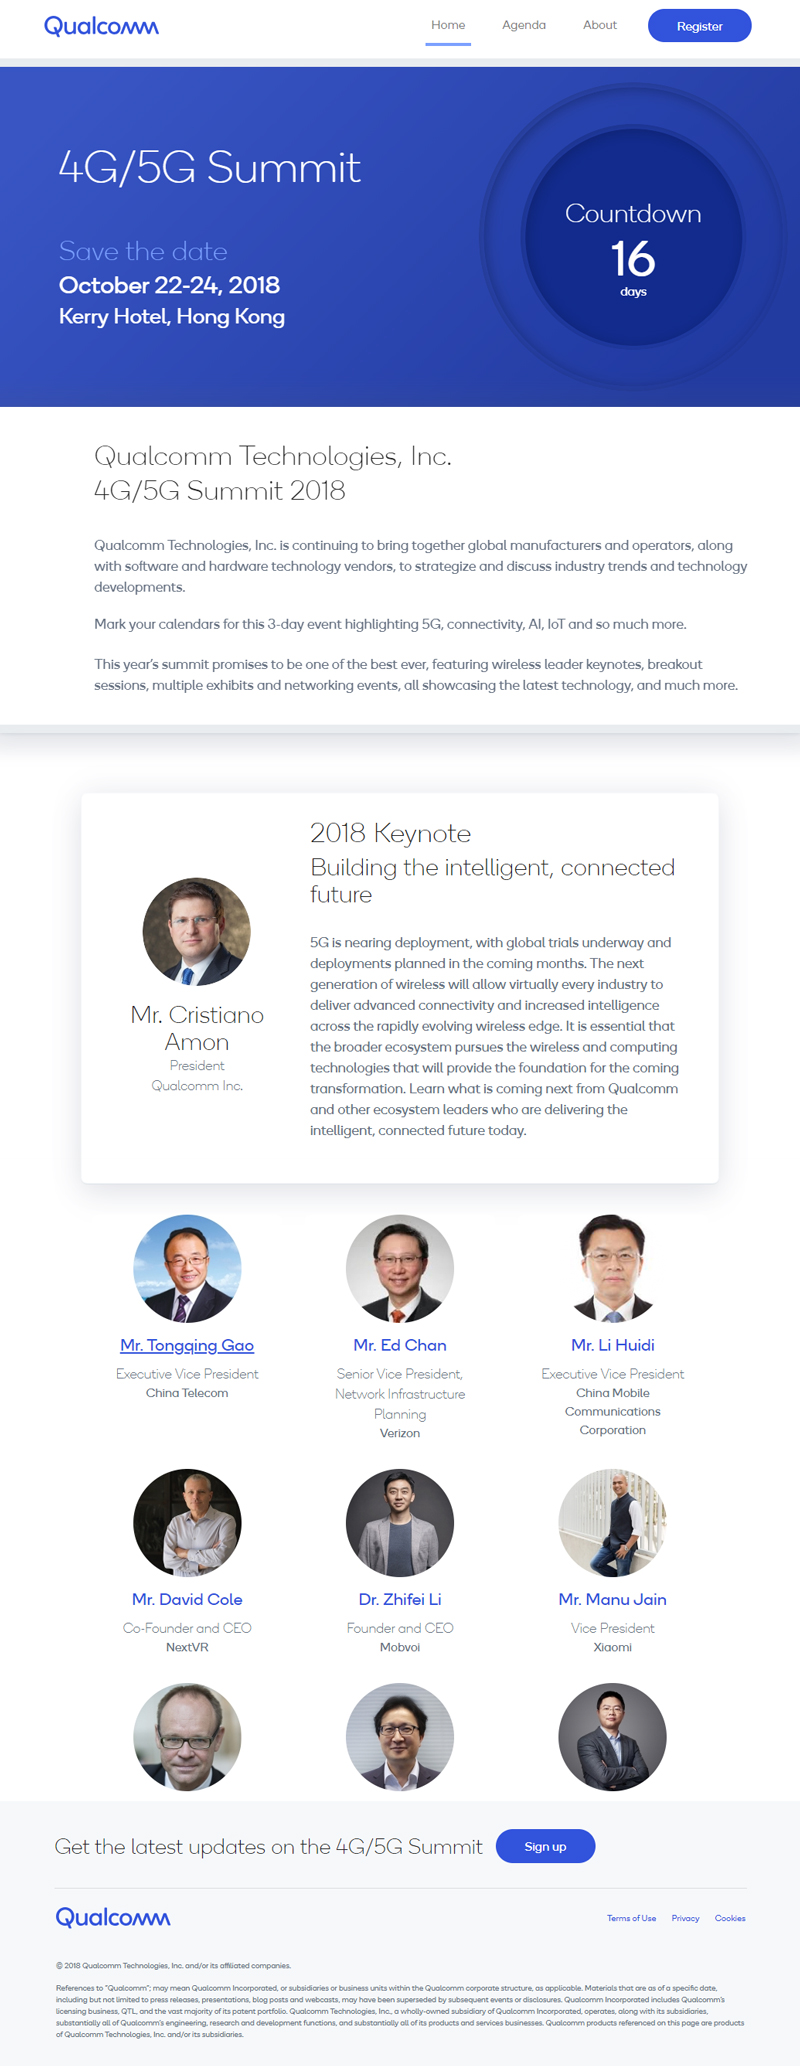 Qualcomm
Home Agenda About Register
4G/5G Summit
Countdown
16
days
Save the date
October 22-24, 2018
Kerry Hotel, Hong Kong
Qualcomm Technologies, Inc.
4G/5G Summit 2018
Qualcomm Technologies, Inc. is continuing to bring together global manufacturers and operators, along
with software and hardware technology vendors, to strategize and discuss industry trends and technology
developments.
Mark your calendars for this 3-day event highlighting 5G, connectivity, AI, IoT and so much more.
This year's summit promises to be one of the best ever, featuring wireless leader keynotes, breakout
sessions, multiple exhibits and networking events, all showcasing the latest technology, and much more.
Mr. Cristiano
Amon
President
Qualcomm Inc.
2018 Keynote
Building the intelligent, connected
future
5G is nearing deployment, with global trials underway and
deployments planned in the coming months. The next
generation of wireless will allow virtually every industry to
deliver advanced connectivity and increased intelligence
across the rapidly evolving wireless edge. It is essential that
the broader ecosystem pursues the wireless and computing
technologies that will provide the foundation for the coming
transformation. Learn what is coming next from Qualcomm
and other ecosystem leaders who are delivering the
intelligent, connected future today.
Mr. Tongqing Gao
Executive Vice President
China Telecom
Mr. Ed Chan
Senior Vice President,
Network Infrastructure
Planning
Verizon
Mr. Li Huidi
Executive Vice President
China Mobile
Communications
Corporation
Mr. David Cole
Co-Founder and CEO
NextVR
Dr. Zhifei Li
Founder and CEO
Mobvoi
Mr. Manu Jain
Vice President
Xiaomi
Get the latest updates on the 4G/5G Summit Sign up
Qualcomm
Terms of Use Privacy Cookies
© 2018 Qualcomm Technologies, Inc. and/or its affiliated companies.
References to "Qualcomm"; may mean Qualcomm Incorporated, or subsidiaries or business units within the Qualcomm corporate structure, as applicable. Materials that are as of a specific date,
including but not limited to press releases, presentations, blog posts and webcasts, may have been superseded by subsequent events or disclosures. Qualcomm Incorporated includes Qualcomm's
licensing business, QTL, and the vast majority of its patent portfolio. Qualcomm Technologies, Inc., a wholly-owned subsidiary of Qualcomm Incorporated, operates, along with its subsidiaries,
substantially all of Qualcomm's engineering, research and development functions, and substantially all of its products and services businesses. Qualcomm products referenced on this page are products
of Qualcomm Technologies, Inc. and/or its subsidiaries.